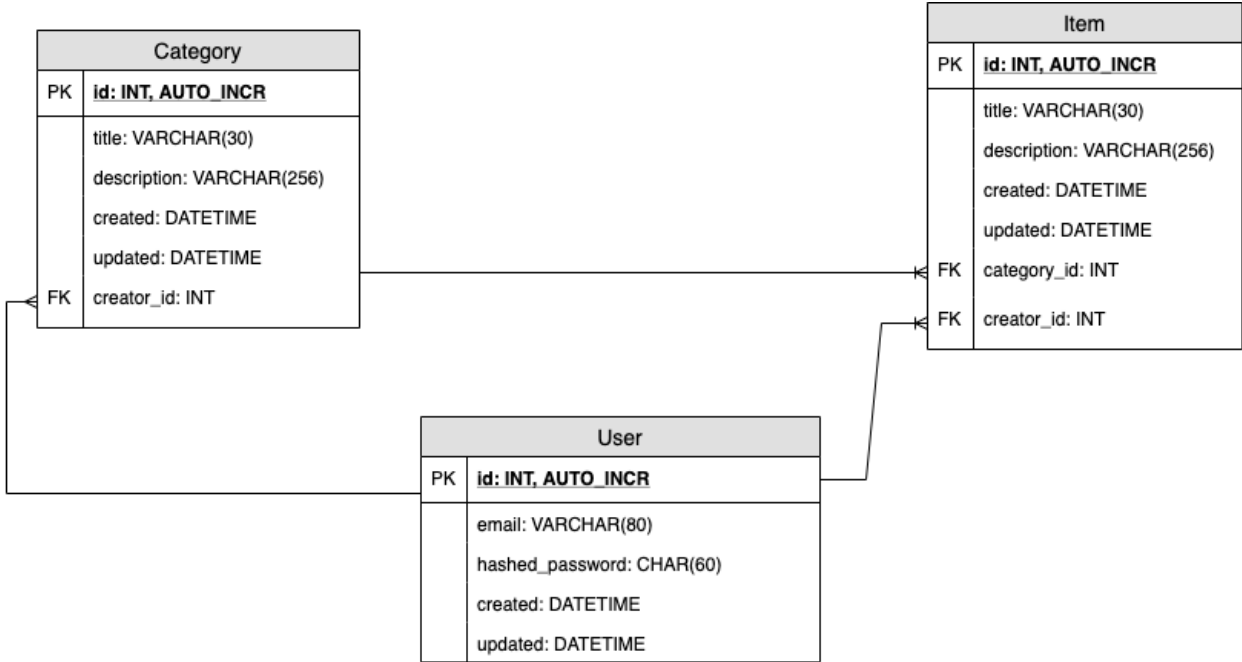 Category
PK id: INT, AUTO_INCR
title: VARCHAR(30)
description: VARCHAR(256)
created: DATETIME
updated: DATETIME
FK creator_id: INT
Item
PK id: INT, AUTO_INCR
title: VARCHAR(30)
description: VARCHAR(256)
created: DATETIME
updated: DATETIME
FK category_id: INT
FK creator_id: INT
User
PK id: INT, AUTO_INCR
email: VARCHAR(80)
hashed_password: CHAR(60)
created: DATETIME
updated: DATETIME